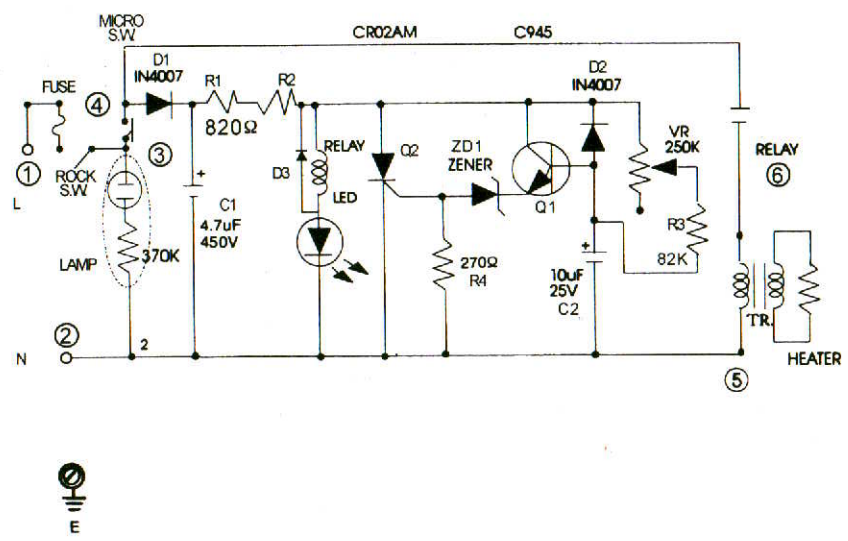 MICRO
S.W.
CR02AM
C945
D1
IN4007
D2
IN4007
FUSE
4
R1
R2
820Ω
VR
250K
1
L
ROCK
S.W.
3
D3
RELAY
Q2
ZD1
ZENER
Q1
RELAY
6
LED
+
C1
4.7uF
450V
LAMP
370K
270Ω
R4
+
10uF
25V
C2
R3
82K
TR.
N
2
2
5
HEATER
E